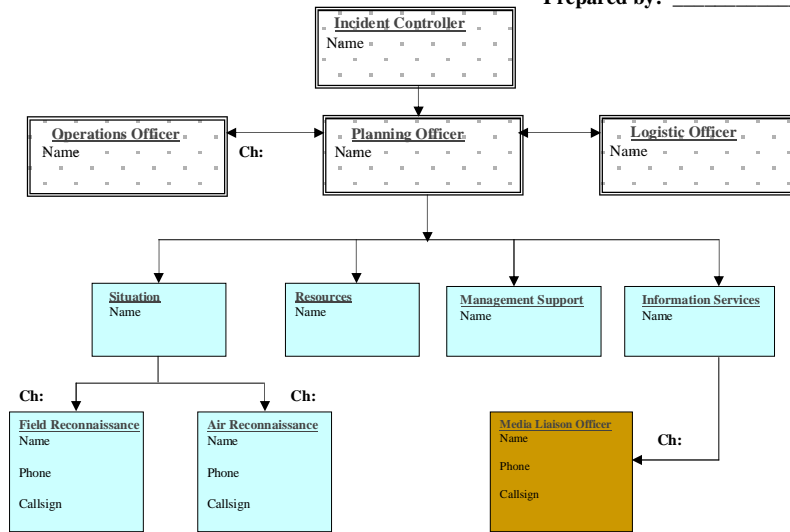 Prepared by: ____________
Incident Controller
Name
Operations Officer
Name
Ch:
Planning Officer
Name
Logistic Officer
Name
Situation
Name
Resources
Name
Management Support
Name
Information Services
Name
Ch:
Ch:
Field Reconnaissance
Name
Phone
Callsign
Air Reconnaissance
Name
Phone
Callsign
Media Liaison Officer
Name
Phone
Callsign
Ch: